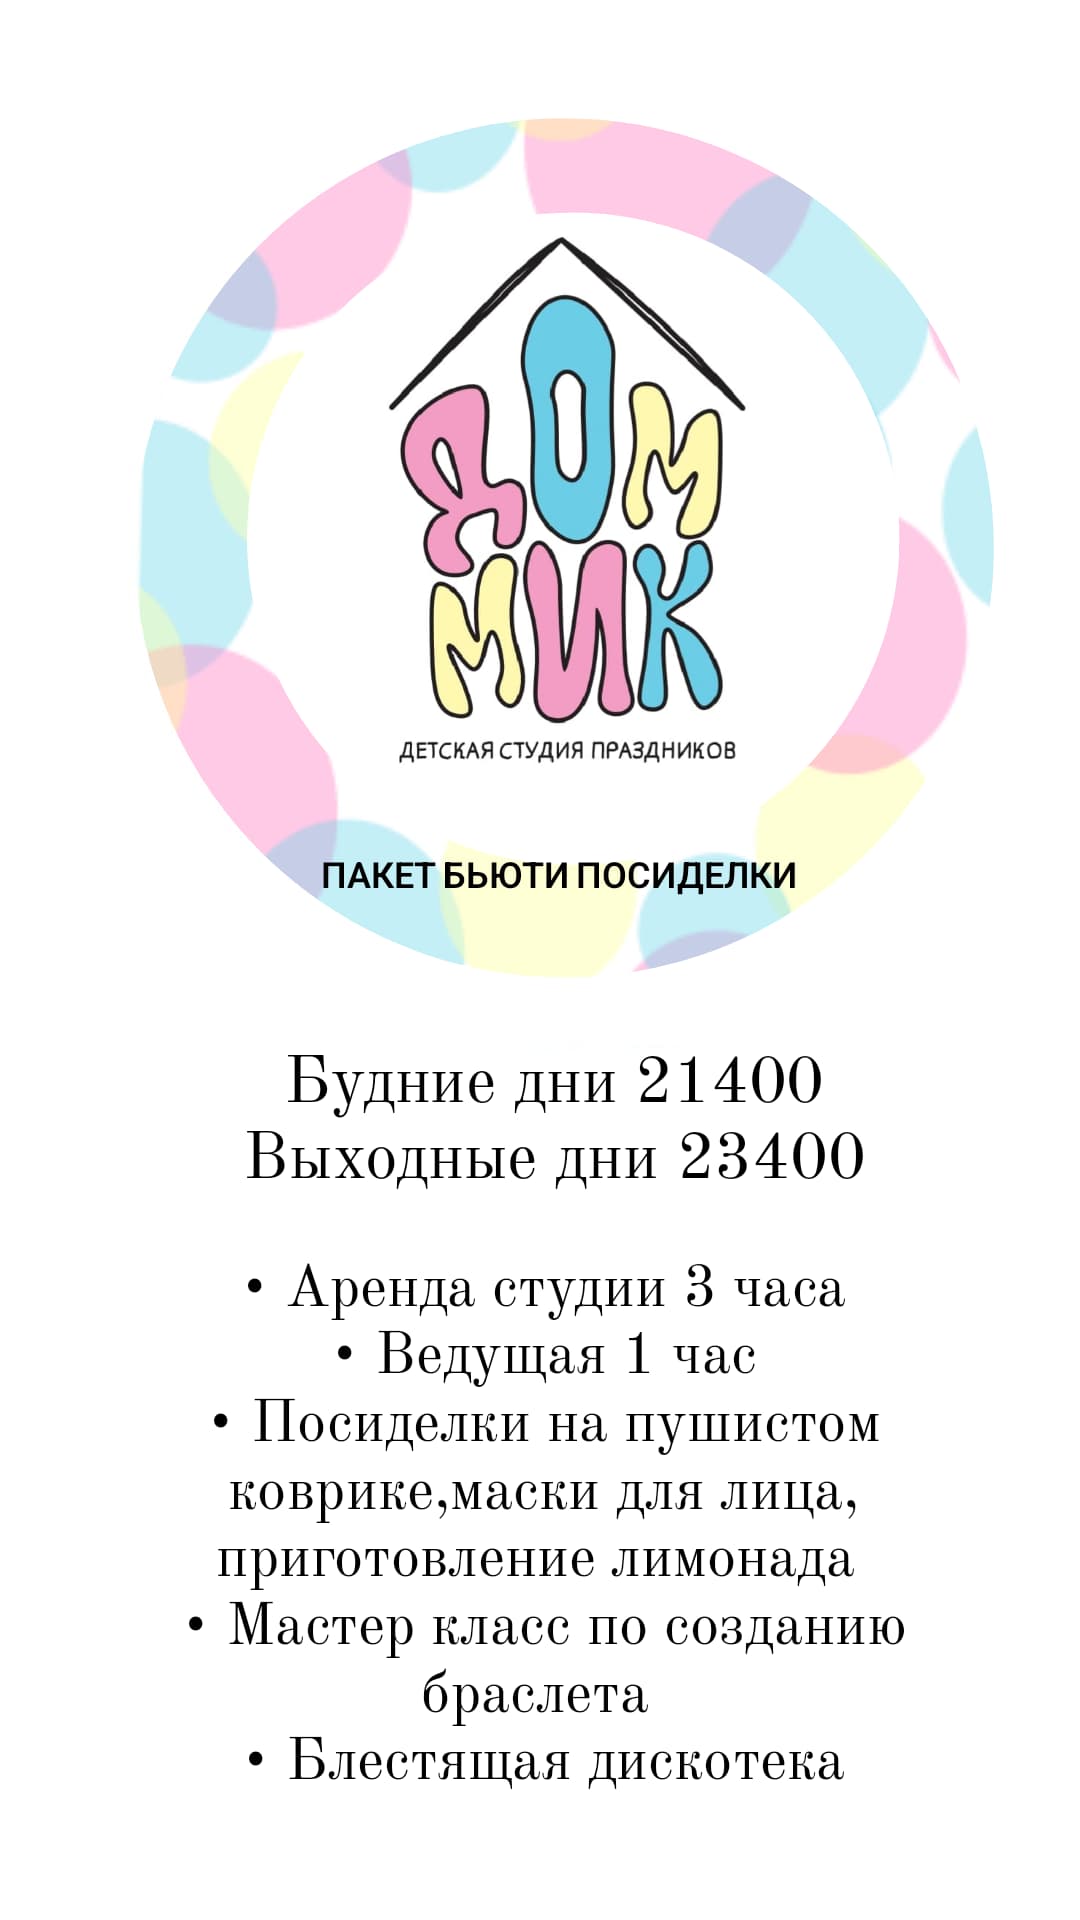 ДОМ
МИК
ДЕТСКАЯ СТУДИЯ ПРАЗДНИКОВ
ПАКЕТ БЬЮТИ ПОСИДЕЛКИ
Будние дни 21400
Выходные дни 23400
• Аренда студии 3 часа
• Ведущая 1 час
• Посиделки на пушистом
коврике,маски для лица,
приготовление лимонада
• Мастер класс по созданию
браслета
• Блестящая дискотека